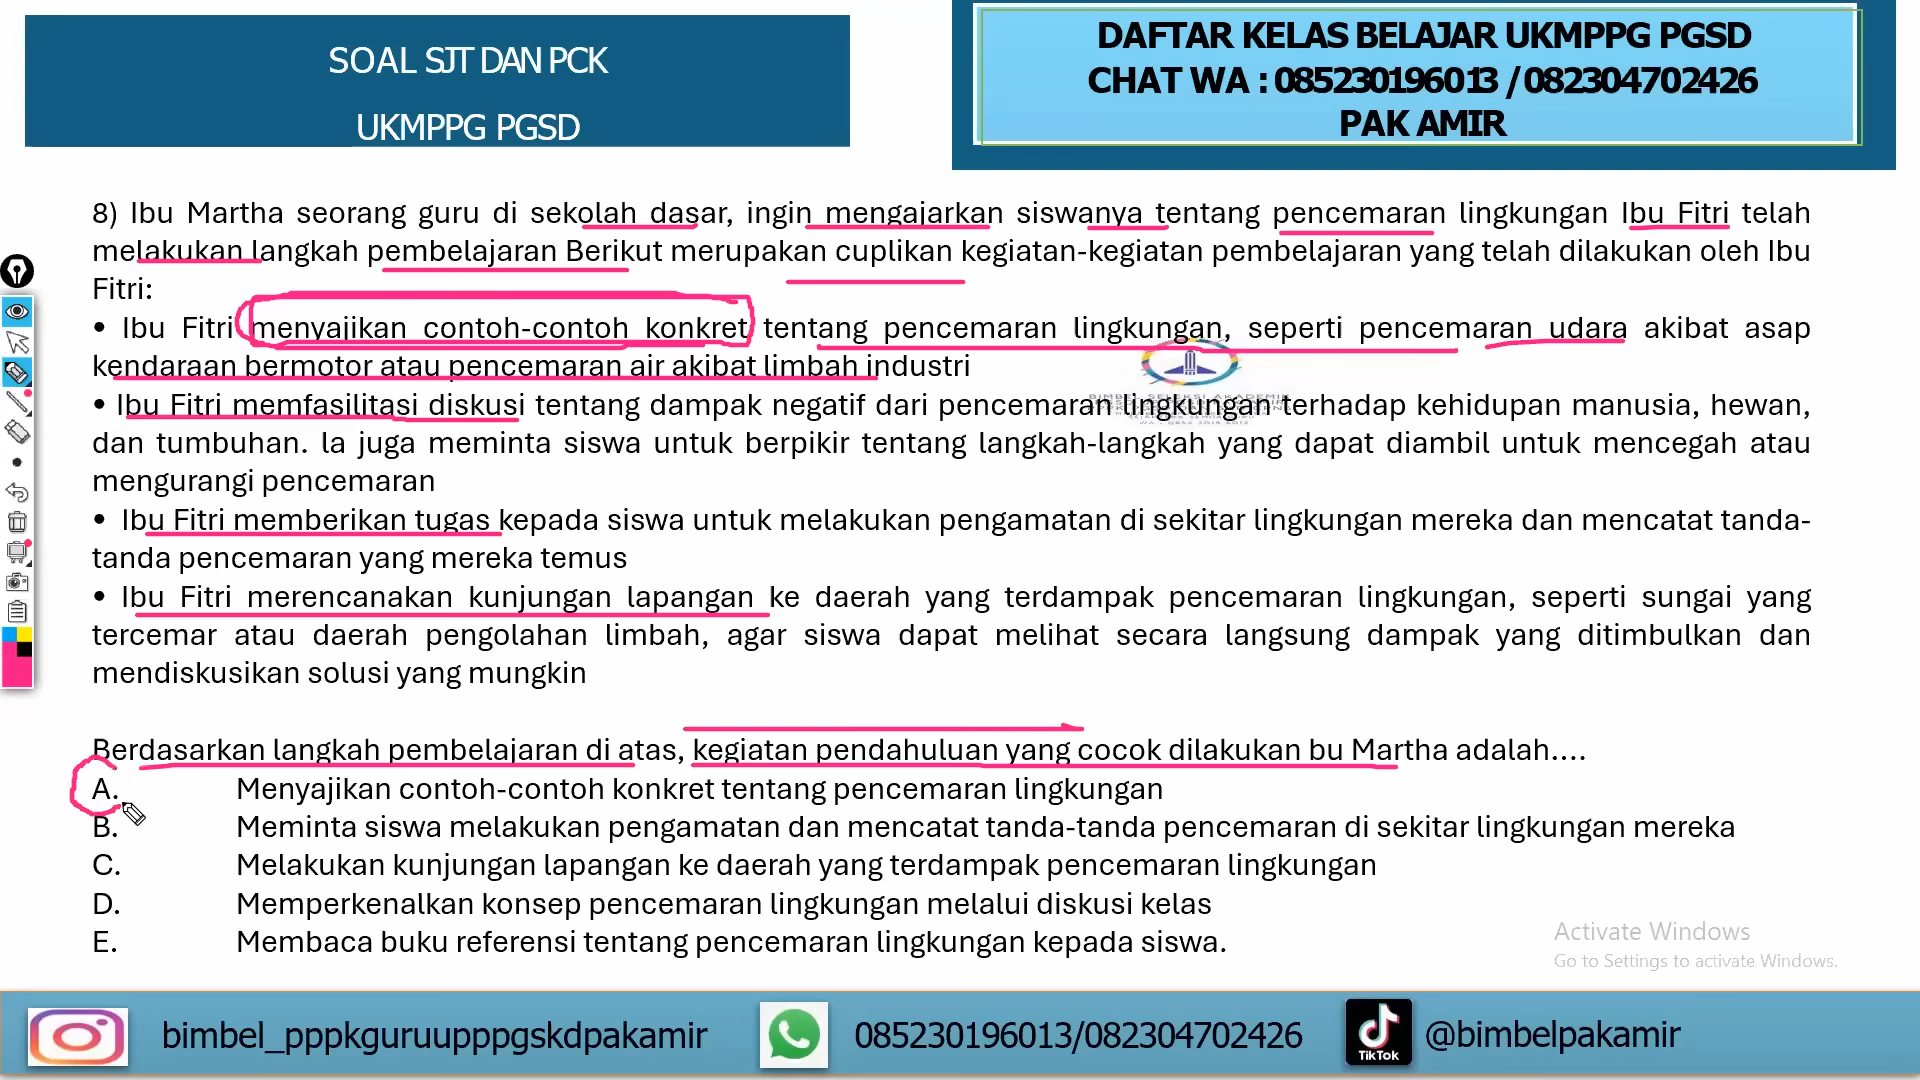 SOAL SJT DAN PCK
UKMPPG PGSD
DAFTAR KELAS BELAJAR UKMPPG PGSD
CHAT WA : 085230196013 / 082304702426
PAK AMIR
8) Ibu Martha seorang guru di sekolah dasar, ingin mengajarkan siswanya tentang pencemaran lingkungan Ibu Fitri telah
melakukan langkah pembelajaran Berikut merupakan cuplikan kegiatan-kegiatan pembelajaran yang telah dilakukan oleh Ibu
Fitri:
• Ibu Fitri menyajikan contoh-contoh konkret tentang pencemaran lingkungan, seperti pencemaran udara akibat asap
kendaraan bermotor atau pencemaran air akibat limbah industri
• Ibu Fitri memfasilitasi diskusi tentang dampak negatif dari pencemaran lingkungan terhadap kehidupan manusia, hewan,
dan tumbuhan. la juga meminta siswa untuk berpikir tentang langkah-langkah yang dapat diambil untuk mencegah atau
mengurangi pencemaran
• Ibu Fitri memberikan tugas kepada siswa untuk melakukan pengamatan di sekitar lingkungan mereka dan mencatat tanda-
tanda pencemaran yang mereka temus
• Ibu Fitri merencanakan kunjungan lapangan ke daerah yang terdampak pencemaran lingkungan, seperti sungai yang
tercemar atau daerah pengolahan limbah, agar siswa dapat melihat secara langsung dampak yang ditimbulkan dan
mendiskusikan solusi yang mungkin
Berdasarkan langkah pembelajaran di atas, kegiatan pendahuluan yang cocok dilakukan bu Martha adalah....
A. Menyajikan contoh-contoh konkret tentang pencemaran lingkungan
B. Meminta siswa melakukan pengamatan dan mencatat tanda-tanda pencemaran di sekitar lingkungan mereka
C. Melakukan kunjungan lapangan ke daerah yang terdampak pencemaran lingkungan
D. Memperkenalkan konsep pencemaran lingkungan melalui diskusi kelas
E. Membaca buku referensi tentang pencemaran lingkungan kepada siswa.
Activate Windows
Go to Settings to activate Windows.
bimbel_pppkguruupppgskdpakamir
085230196013/082304702426
TikTok
@bimbelpakamir